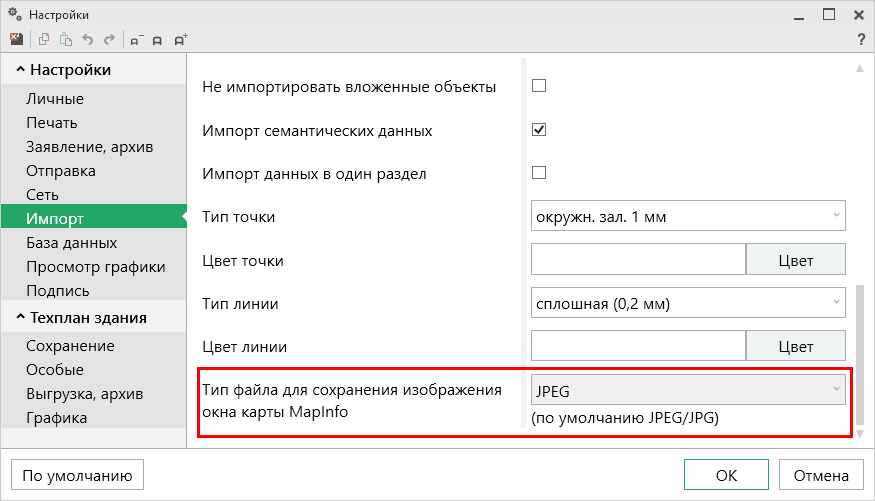 Настройки
ᴀ⁻ ᴀ ᴀ⁺ ?
Настройки
Личные
Печать
Заявление, архив
Отправка
Сеть
Импорт
База данных
Просмотр графики
Подпись
Техплан здания
Сохранение
Особые
Выгрузка, архив
Графика
Не импортировать вложенные объекты
Импорт семантических данных
Импорт данных в один раздел
Тип точки
окружн. зал. 1 мм
Цвет точки
Цвет
Тип линии
сплошная (0,2 мм)
Цвет линии
Цвет
Тип файла для сохранения изображения
окна карты MapInfo
JPEG
(по умолчанию JPEG/JPG)
По умолчанию
ОК
Отмена